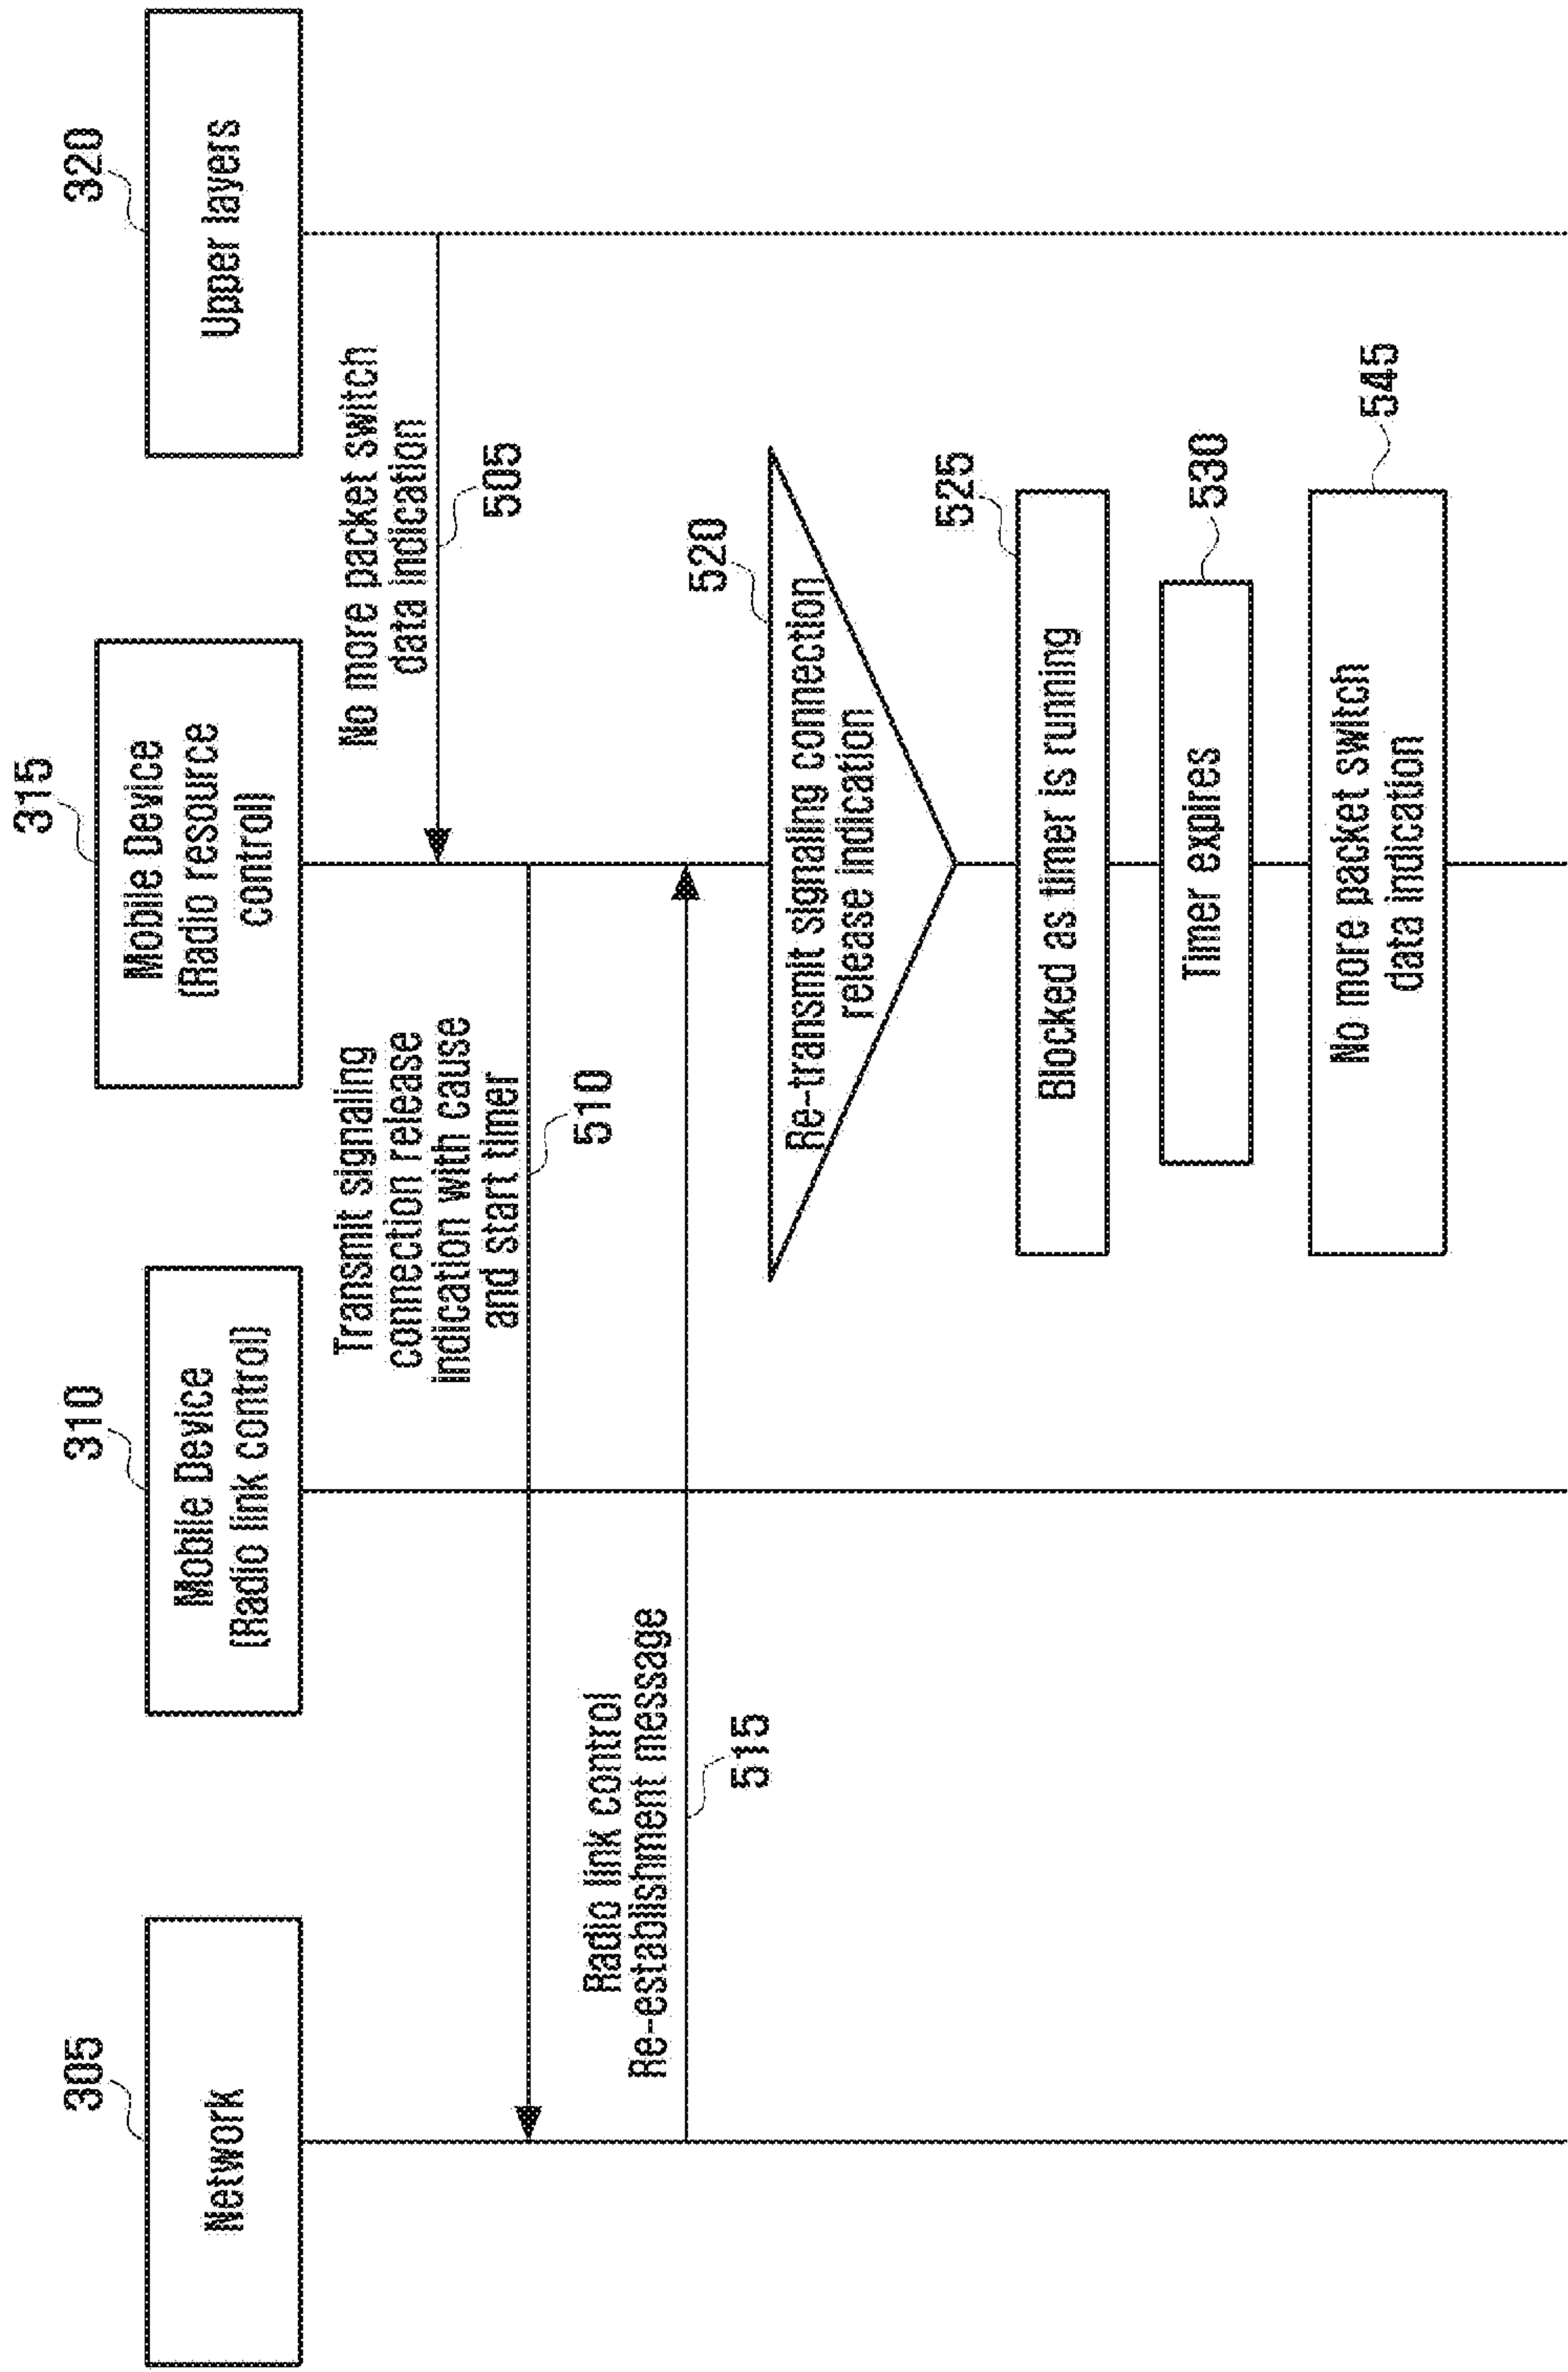 305
Network
310
Mobile Device
(Radio link control)
315
Mobile Device
(Radio resource
control)
320
Upper layers
No more packet switch
data indication
505
Transmit signaling
connection release
indication with cause
and start timer
510
Radio link control
Re-establishment message
515
520
Re-transmit signaling connection
release indication
525
Blocked as timer is running
530
Timer expires
545
No more packet switch
data indication